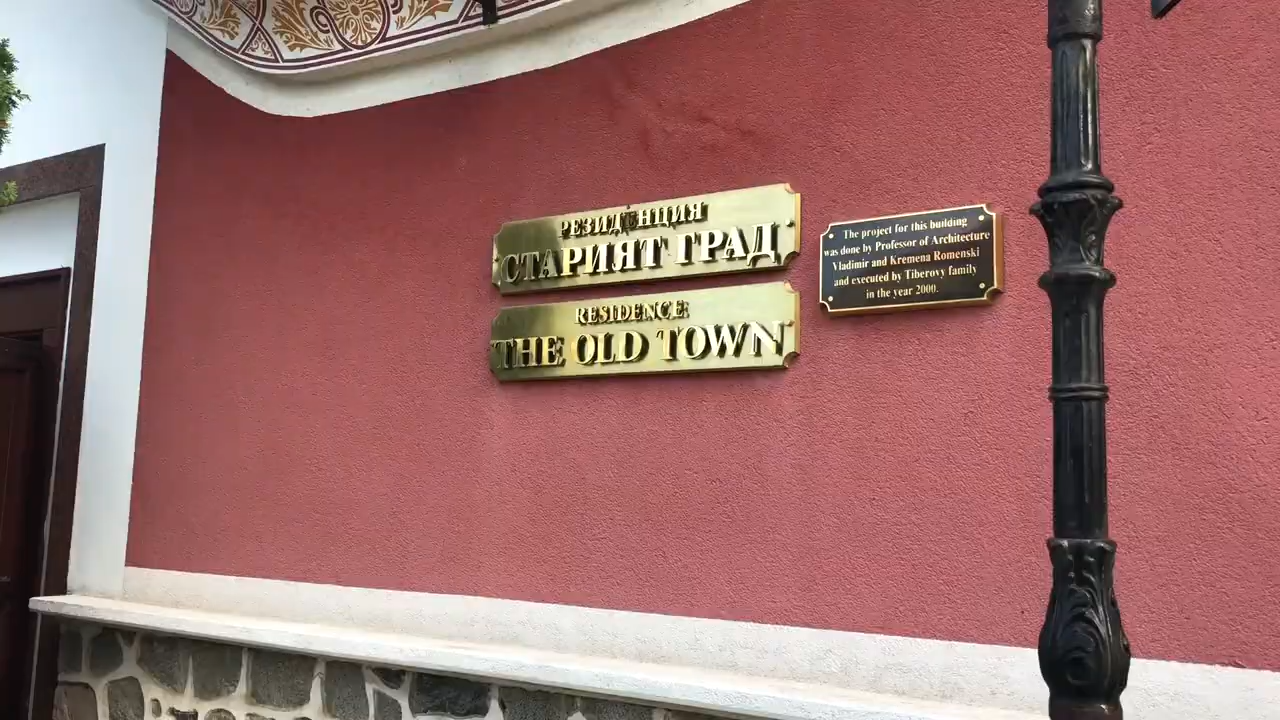 РЕЗИДЕНЦИЯ
СТАРИЯТ ГРАД
RESIDENCE
THE OLD TOWN
The project for this building
was done by Professor of Architecture
Vladimir and Kremena Romenski
and executed by Tiberovy family
in the year 2000.